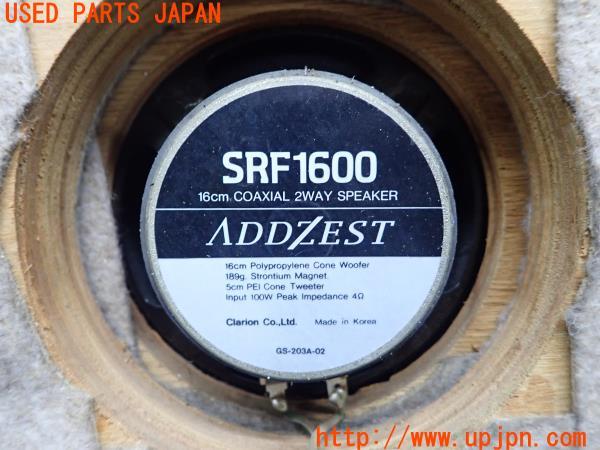 USED PARTS JAPAN
SRF1600
16cm COAXIAL 2WAY SPEAKER
ADDZEST
16cm Polypropylene Cone Woofer
189g. Strontium Magnet.
5cm PEI Cone Tweeter
Input 100W Peak Impedance 4Ω
Clarion Co.,Ltd. Made in Korea
GS-203A-02
http://www.upjpn.com/